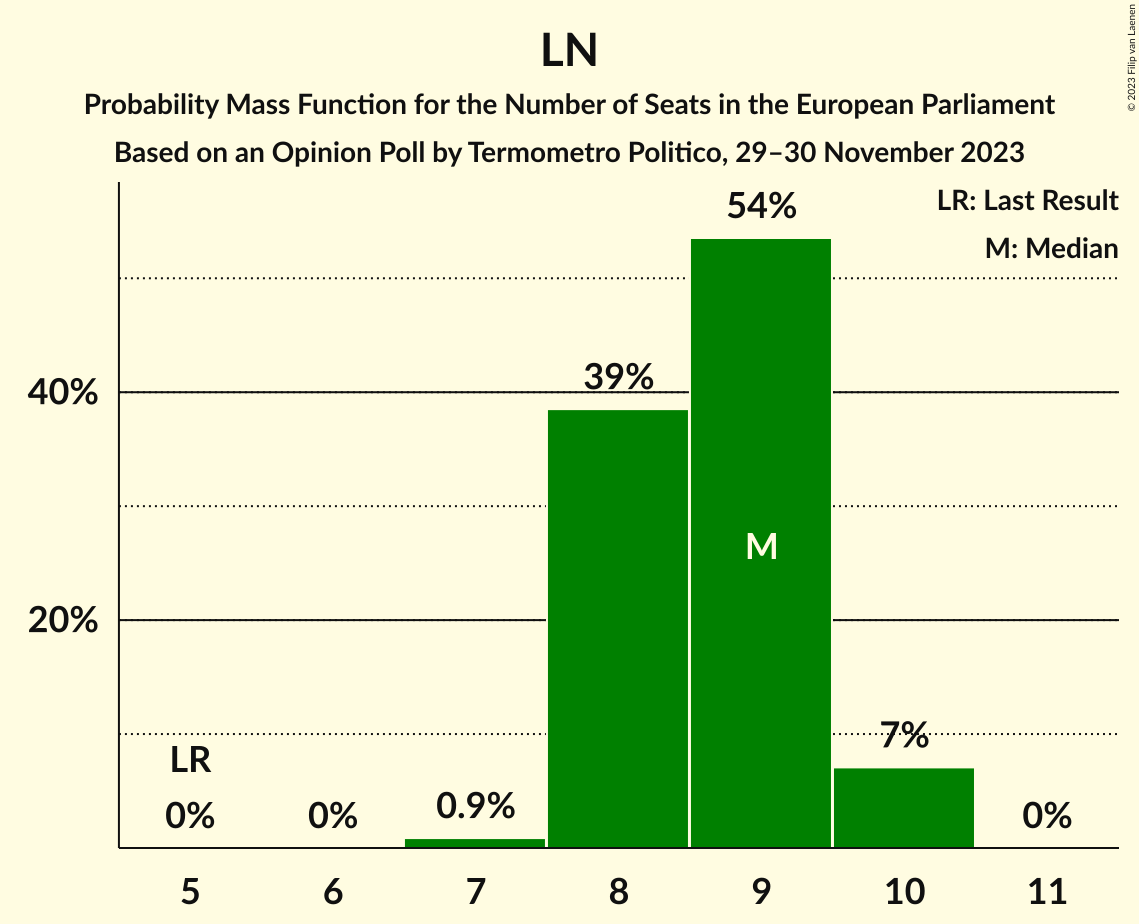 LN
Probability Mass Function for the Number of Seats in the European Parliament
Based on an Opinion Poll by Termometro Politico, 29–30 November 2023
© 2023 Filip van Laenen
LR: Last Result
M: Median
54%
39%
40%
M
20%
7%
LR
0.9%
0%
0%
0%
5
6
7
8
9
10
11